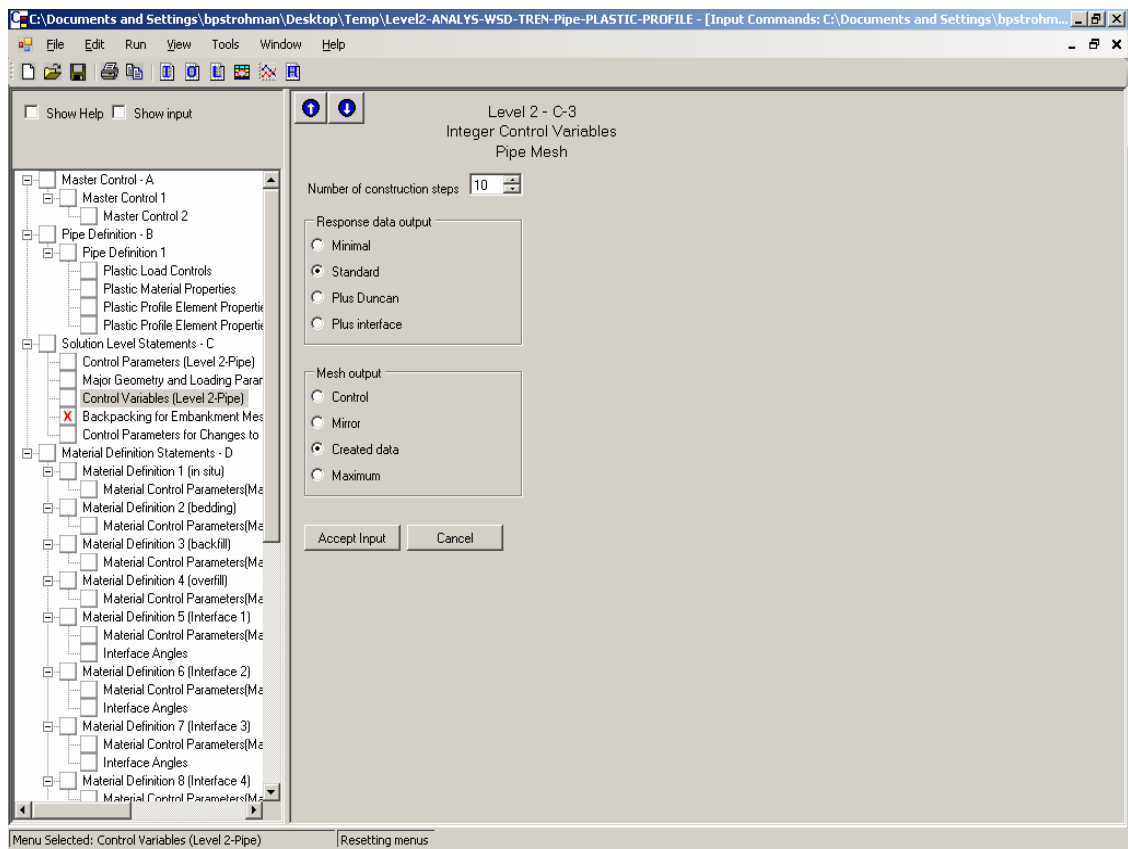 C:\Documents and Settings\bpstrohman\Desktop\Temp\Level2-ANALYS-WSD-TREN-Pipe-PLASTIC-PROFILE - [Input Commands: C:\Documents and Settings\bpstrohm...
File Edit Run View Tools Window Help
Show Help Show input
Master Control - A
Master Control 1
Master Control 2
Pipe Definition - B
Pipe Definition 1
Plastic Load Controls
Plastic Material Properties
Plastic Profile Element Propertie
Plastic Profile Element Propertie
Solution Level Statements - C
Control Parameters (Level 2-Pipe)
Major Geometry and Loading Parar
Control Variables (Level 2-Pipe)
X Backpacking for Embankment Mes
Control Parameters for Changes to
Material Definition Statements - D
Material Definition 1 (in situ)
Material Control Parameters(Ma
Material Definition 2 (bedding)
Material Control Parameters(Ma
Material Definition 3 (backfill)
Material Control Parameters(Ma
Material Definition 4 (overfill)
Material Control Parameters(Ma
Material Definition 5 (Interface 1)
Material Control Parameters(Ma
Interface Angles
Material Definition 6 (Interface 2)
Material Control Parameters(Ma
Interface Angles
Material Definition 7 (Interface 3)
Material Control Parameters(Ma
Interface Angles
Material Definition 8 (Interface 4)
Material Control Parameters(Ma
Level 2 - C-3
Integer Control Variables
Pipe Mesh
Number of construction steps 10
Response data output
Minimal
Standard
Plus Duncan
Plus interface
Mesh output
Control
Mirror
Created data
Maximum
Accept Input Cancel
Menu Selected: Control Variables (Level 2-Pipe) Resetting menus